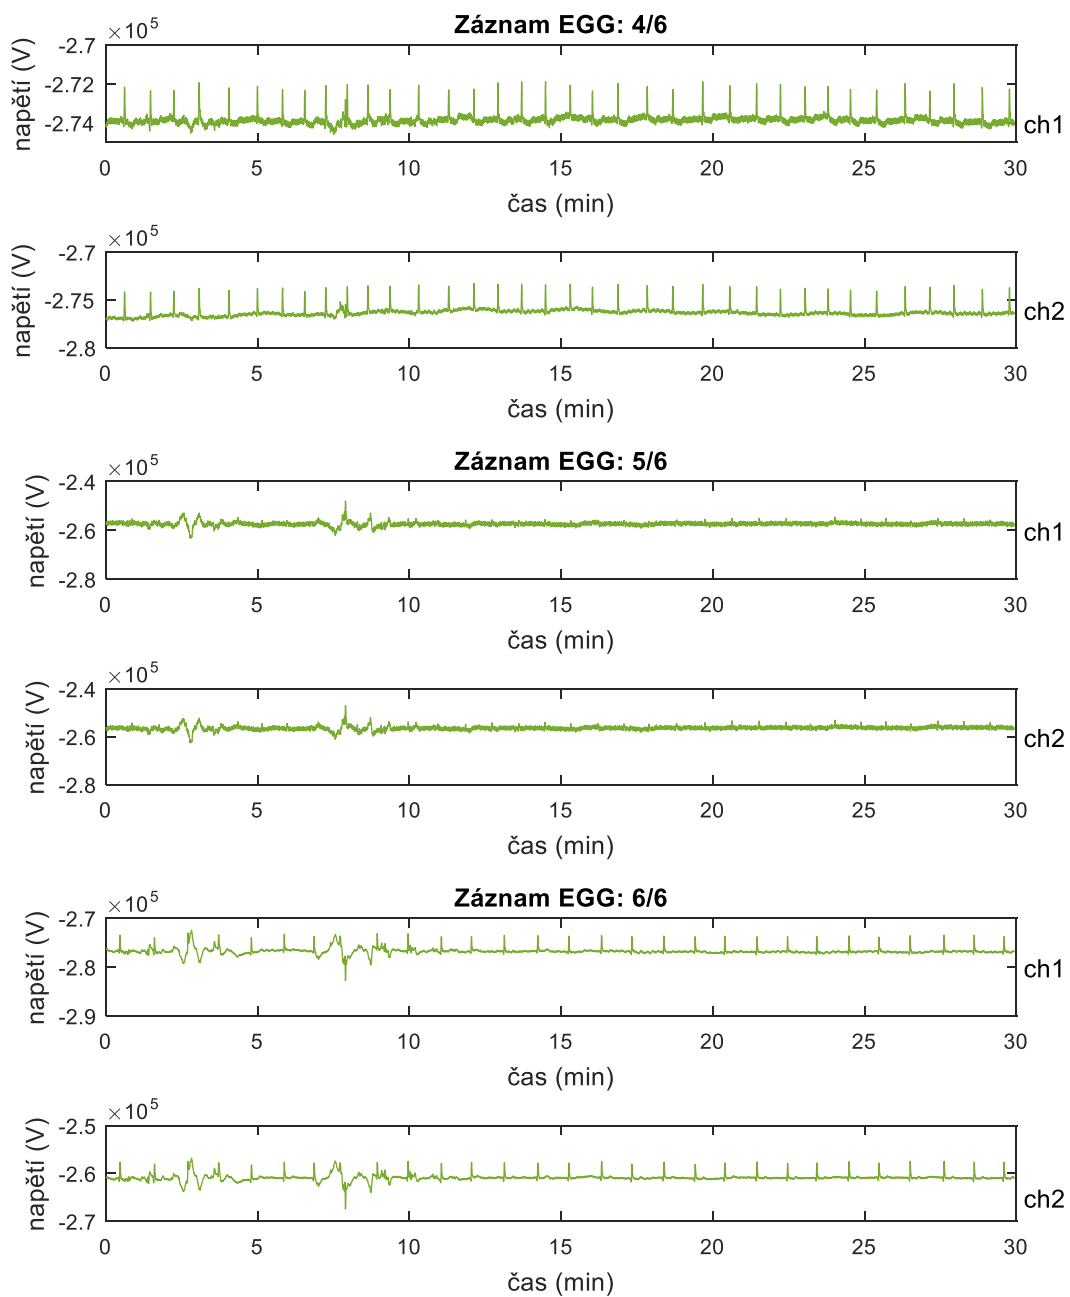 Záznam EGG: 4/6
×10^5
napětí (V)
-2.7
-2.72
-2.74
0 5 10 15 20 25 30
čas (min)
ch1
×10^5
napětí (V)
-2.7
-2.75
-2.8
0 5 10 15 20 25 30
čas (min)
ch2
Záznam EGG: 5/6
×10^5
napětí (V)
-2.4
-2.6
-2.8
0 5 10 15 20 25 30
čas (min)
ch1
×10^5
napětí (V)
-2.4
-2.6
-2.8
0 5 10 15 20 25 30
čas (min)
ch2
Záznam EGG: 6/6
×10^5
napětí (V)
-2.7
-2.8
-2.9
0 5 10 15 20 25 30
čas (min)
ch1
×10^5
napětí (V)
-2.5
-2.6
-2.7
0 5 10 15 20 25 30
čas (min)
ch2